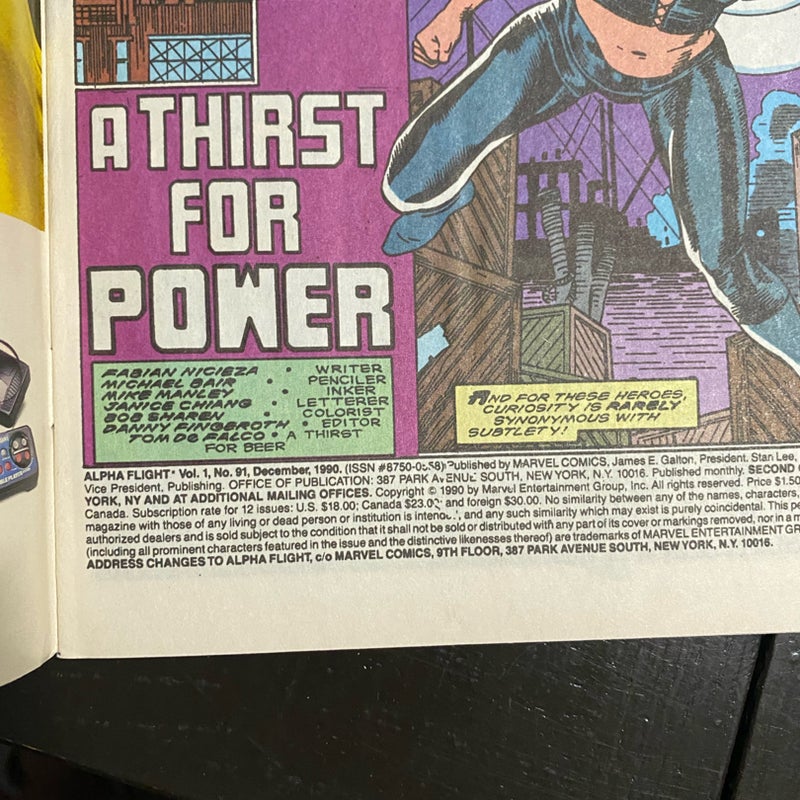 A THIRST
FOR
POWER
FABIAN NICIEZA • • WRITER
MICHAEL BAIR • PENCILER
MIKE MANLEY • • INKER
JANICE CHIANG • LETTERER
BOB SHAREN • COLORIST
DANNY FINGEROTH • EDITOR
TOM DE FALCO • A THIRST
FOR BEER
AND FOR THESE HEROES,
CURIOSITY IS RARELY
SYNONYMOUS WITH
SUBTLETY!
ALPHA FLIGHT® Vol. 1, No. 91, December, 1990. (ISSN #8750-0558) Published by MARVEL COMICS, James E. Galton, President. Stan Lee,
Vice President, Publishing. OFFICE OF PUBLICATION: 387 PARK AVENUE SOUTH, NEW YORK, N.Y. 10016. Published monthly. SECOND
YORK, NY AND AT ADDITIONAL MAILING OFFICES. Copyright © 1990 by Marvel Entertainment Group, Inc. All rights reserved. Price $1.50
Canada. Subscription rate for 12 issues: U.S. $18.00; Canada $23.00; and foreign $30.00. No similarity between any of the names, characters,
magazine with those of any living or dead person or institution is intended, and any such similarity which may exist is purely coincidental. This
authorized dealers and is sold subject to the condition that it shall not be sold or distributed with any part of its cover or markings removed, nor in a
(including all prominent characters featured in the issue and the distinctive likenesses thereof) are trademarks of MARVEL ENTERTAINMENT
ADDRESS CHANGES TO ALPHA FLIGHT, c/o MARVEL COMICS, 9TH FLOOR, 387 PARK AVENUE SOUTH, NEW YORK, N.Y. 10016.